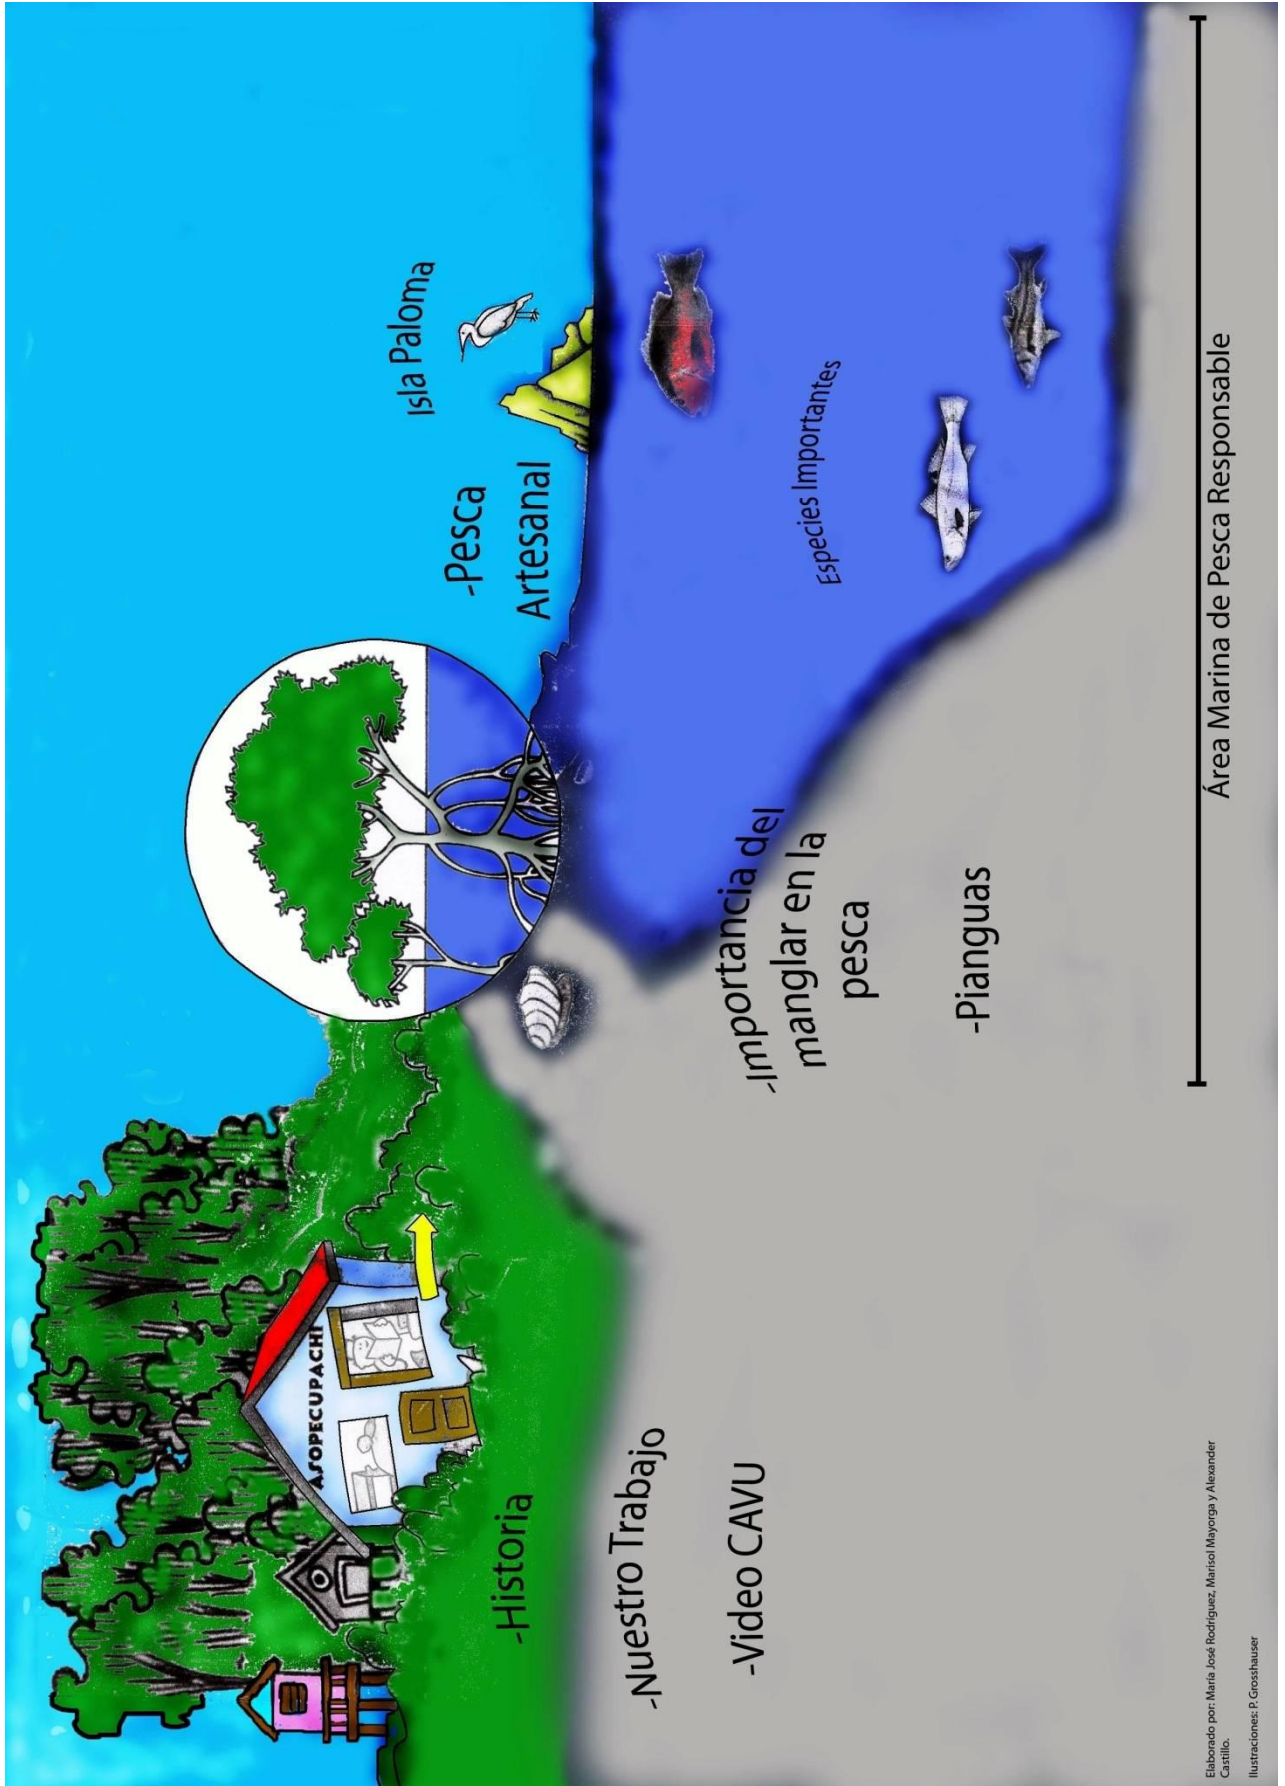 Isla Paloma
-Pesca
Artesanal
ASOPECUPACHI
-Historia
Especies Importantes
-Nuestro Trabajo
-Video CAVU
-Importancia del
manglar en la
pesca
-Pianguas
Área Marina de Pesca Responsable
Elaborado por: María José Rodríguez, Marisol Mayorga y Alexander
Castillo.
Ilustraciones: P. Grosshauser